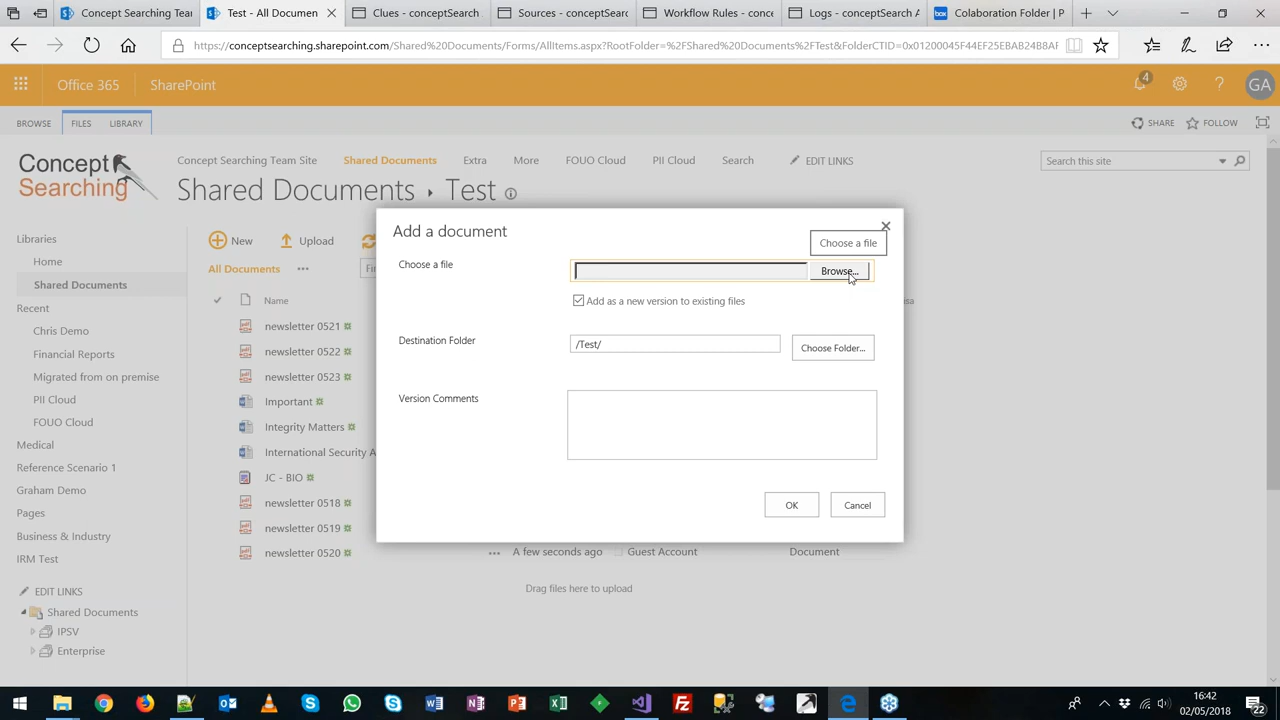 Concept Searching Tea
Test - All Documen
Clues - conceptSearch
Sources - conceptSearc
Workflow Rules - con
Logs - conceptSearch A
Colaboration Folder | P
https://conceptsearching.sharepoint.com/Shared%20Documents/Forms/AllItems.aspx?RootFolder=%2FShared%20Documents%2FTest&FolderCTID=0x01200045F44EF25EBAB24B8AF
Office 365
SharePoint
4
GA
BROWSE
FILES
LIBRARY
SHARE
FOLLOW
Concept
Searching
Concept Searching Team Site
Shared Documents
Extra
More
FOUO Cloud
PII Cloud
Search
EDIT LINKS
Search this site
Shared Documents
Test
Libraries
Home
Shared Documents
Recent
Chris Demo
Financial Reports
Migrated from on premise
PII Cloud
FOUO Cloud
Medical
Reference Scenario 1
Graham Demo
Pages
Business & Industry
IRM Test
EDIT LINKS
Shared Documents
IPSV
Enterprise
New
Upload
All Documents
Fin
Name
newsletter 0521
newsletter 0522
newsletter 0523
Important
Integrity Matters
International Security A
JC - BIO
newsletter 0518
newsletter 0519
newsletter 0520
Add a document
Choose a file
Choose a file
Browse...
Add as a new version to existing files
Destination Folder
/Test/
Choose Folder...
Version Comments
OK
Cancel
A few seconds ago
Guest Account
Document
Drag files here to upload
16:42
02/05/2018
22